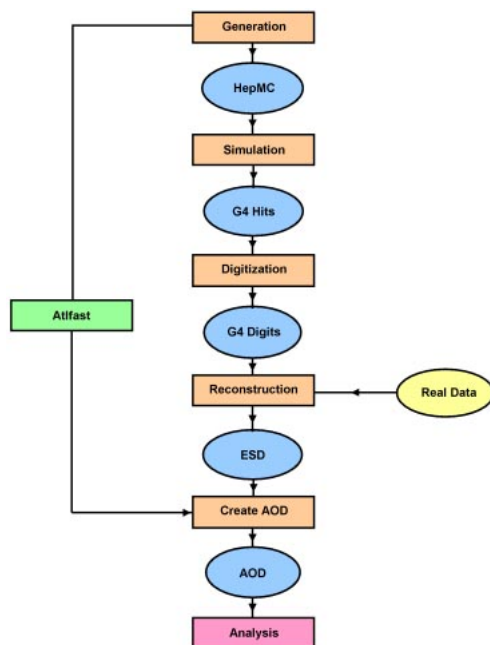 Generation
HepMC
Simulation
G4 Hits
Digitization
Atlfast
G4 Digits
Reconstruction
Real Data
ESD
Create AOD
AOD
Analysis